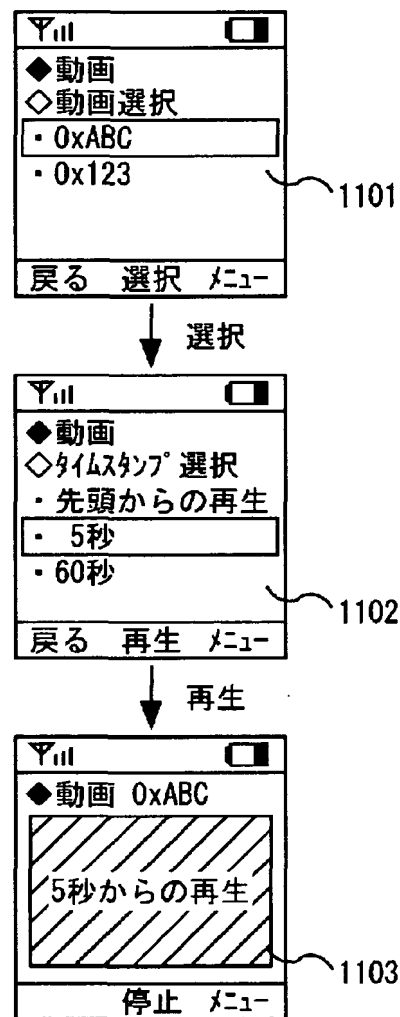 ◆動画
◇動画選択
・0xABC
・0x123
1101
戻る 選択 ﾒﾆｭｰ
選択
◆動画
◇ﾀｲﾑｽﾀﾝﾌﾟ選択
・先頭からの再生
・ 5秒
・60秒
1102
戻る 再生 ﾒﾆｭｰ
再生
◆動画 0xABC
5秒からの再生
1103
停止 ﾒﾆｭｰ